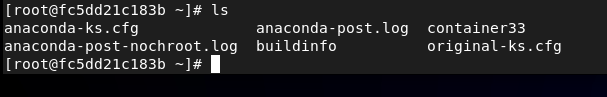 [root@fc5dd21c183b ~]# ls
anaconda-ks.cfg anaconda-post.log container33
anaconda-post-nochroot.log buildinfo original-ks.cfg
[root@fc5dd21c183b ~]#